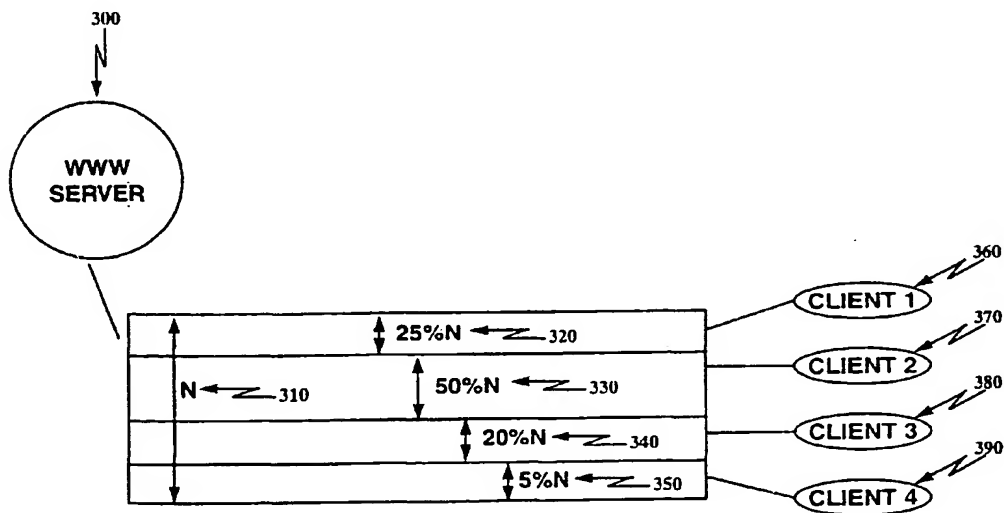 300
WWW
SERVER
360
CLIENT 1
25%N
320
370
CLIENT 2
N
310
50%N
330
380
CLIENT 3
20%N
340
390
5%N
350
CLIENT 4